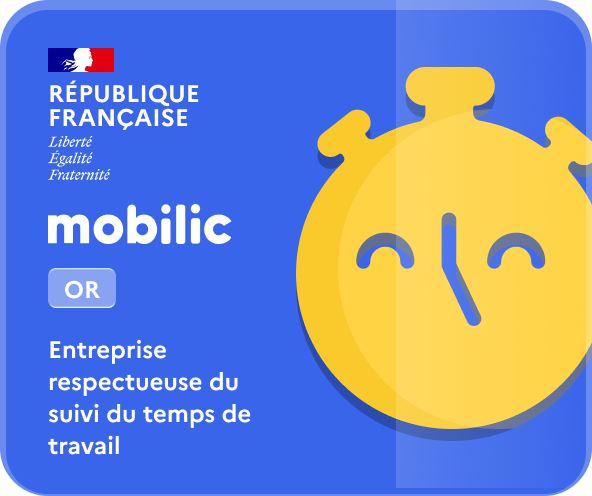 RÉPUBLIQUE
FRANÇAISE
Liberté
Égalité
Fraternité
mobilic
OR
Entreprise
respectueuse du
suivi du temps de
travail